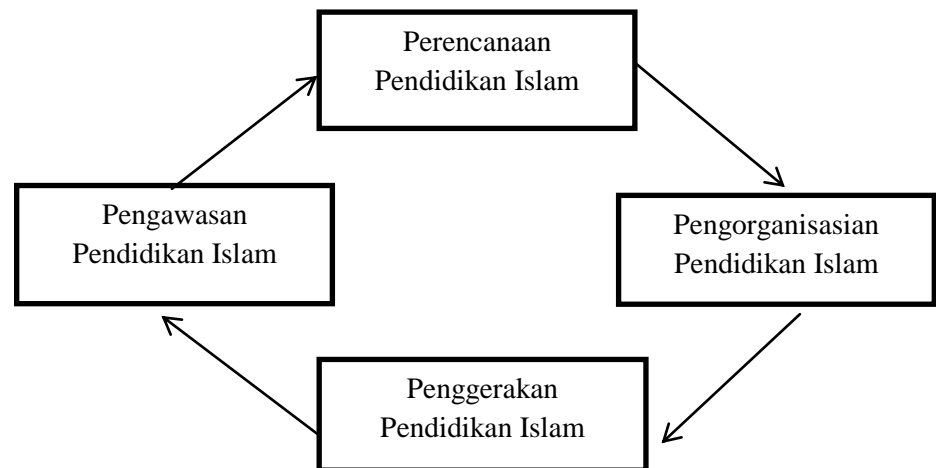 Perencanaan
Pendidikan Islam
Pengawasan
Pendidikan Islam
Pengorganisasian
Pendidikan Islam
Penggerakan
Pendidikan Islam